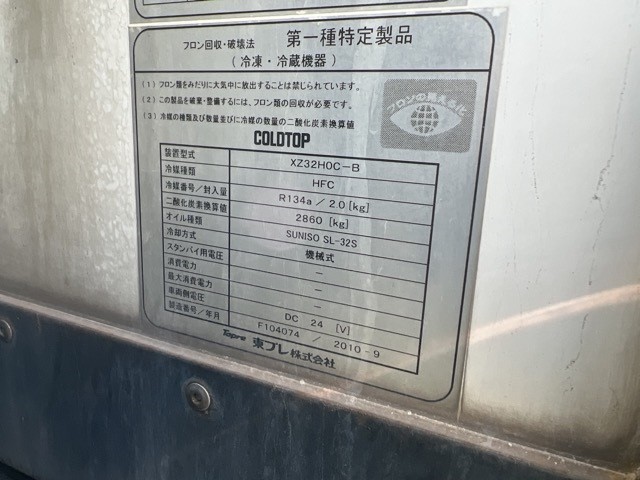 フロン回収・破壊法 第一種特定製品
（冷凍・冷蔵機器）
(1) フロン類をみだりに大気中に放出することは禁じられています。
(2) この製品を廃棄・整備するには、フロン類の回収が必要です。
(3) 冷媒の種類及び数量並びに冷媒の数量の二酸化炭素換算値
フロンの見える化
COLDTOP
装置型式 XZ32H0C-B
冷媒種類 HFC
冷媒番号／封入量 R134a ／ 2.0 [kg]
二酸化炭素換算値 2860 [kg]
オイル種類 SUNISO SL-32S
冷却方式 機械式
スタンバイ用電圧 －
消費電力 －
最大消費電力 －
車両側電圧 DC 24 [V]
製造番号／年月 F104074 ／ 2010-9
Topre 東プレ株式会社